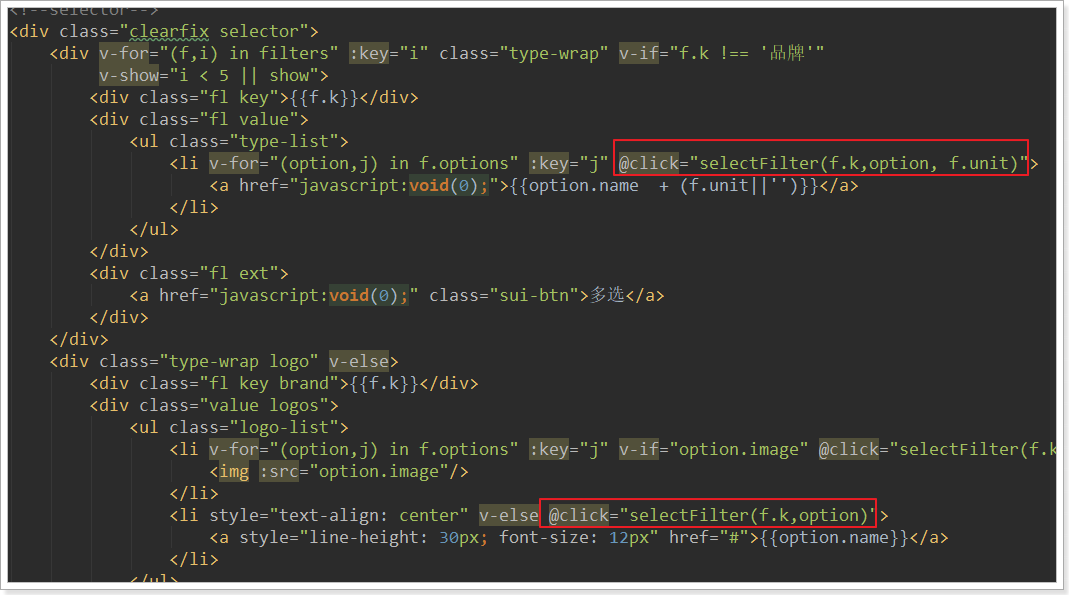 <!--selector-->
<div class="clearfix selector">
    <div v-for="(f,i) in filters" :key="i" class="type-wrap" v-if="f.k !== '品牌'"
         v-show="i < 5 || show">
        <div class="fl key">{{f.k}}</div>
        <div class="fl value">
            <ul class="type-list">
                <li v-for="(option,j) in f.options" :key="j" @click="selectFilter(f.k,option, f.unit)">
                    <a href="javascript:void(0);">{{option.name  + (f.unit||'')}}</a>
                </li>
            </ul>
        </div>
        <div class="fl ext">
            <a href="javascript:void(0);" class="sui-btn">多选</a>
        </div>
    </div>
    <div class="type-wrap logo" v-else>
        <div class="fl key brand">{{f.k}}</div>
        <div class="value logos">
            <ul class="logo-list">
                <li v-for="(option,j) in f.options" :key="j" v-if="option.image" @click="selectFilter(f.k
                    <img :src="option.image"/>
                </li>
                <li style="text-align: center" v-else @click="selectFilter(f.k,option)">
                    <a style="line-height: 30px; font-size: 12px" href="#">{{option.name}}</a>
                </li>
            </ul>